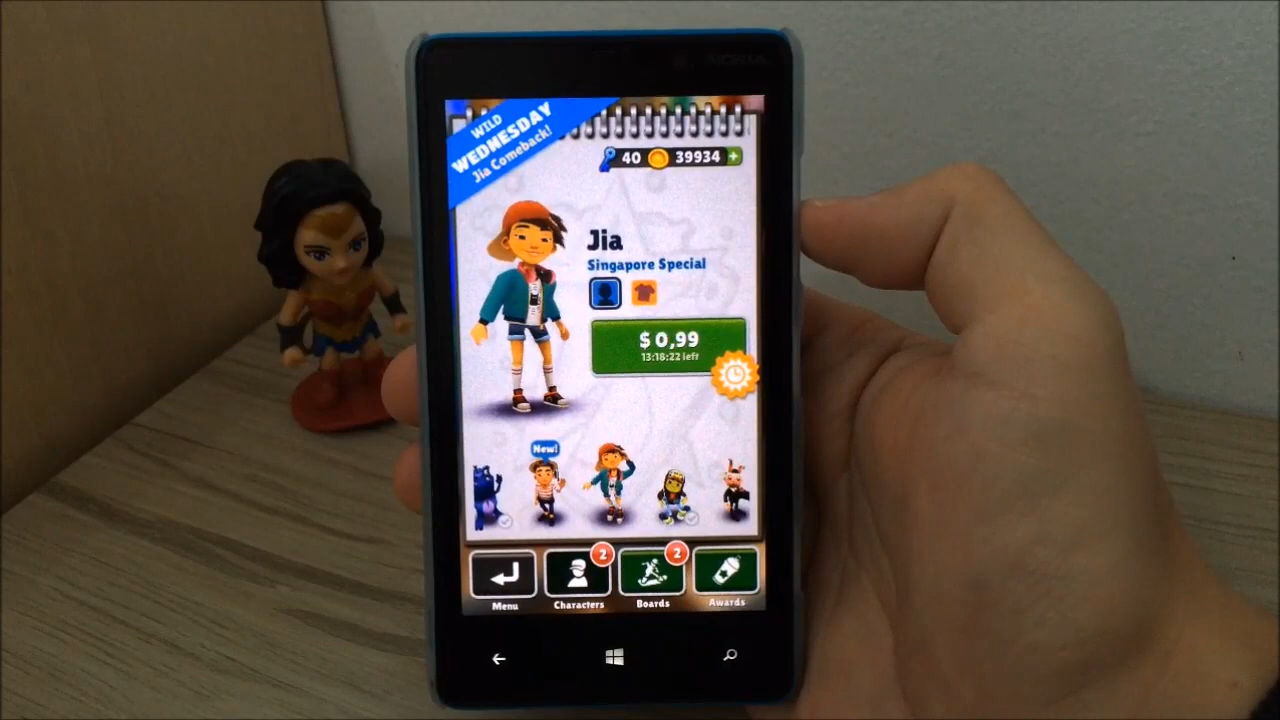 NOKIA
WILD
WEDNESDAY
Jia Comeback!
40 39934 +
Jia
Singapore Special
$ 0,99
13:18:22 left
New!
2
2
Menu
Characters
Boards
Awards